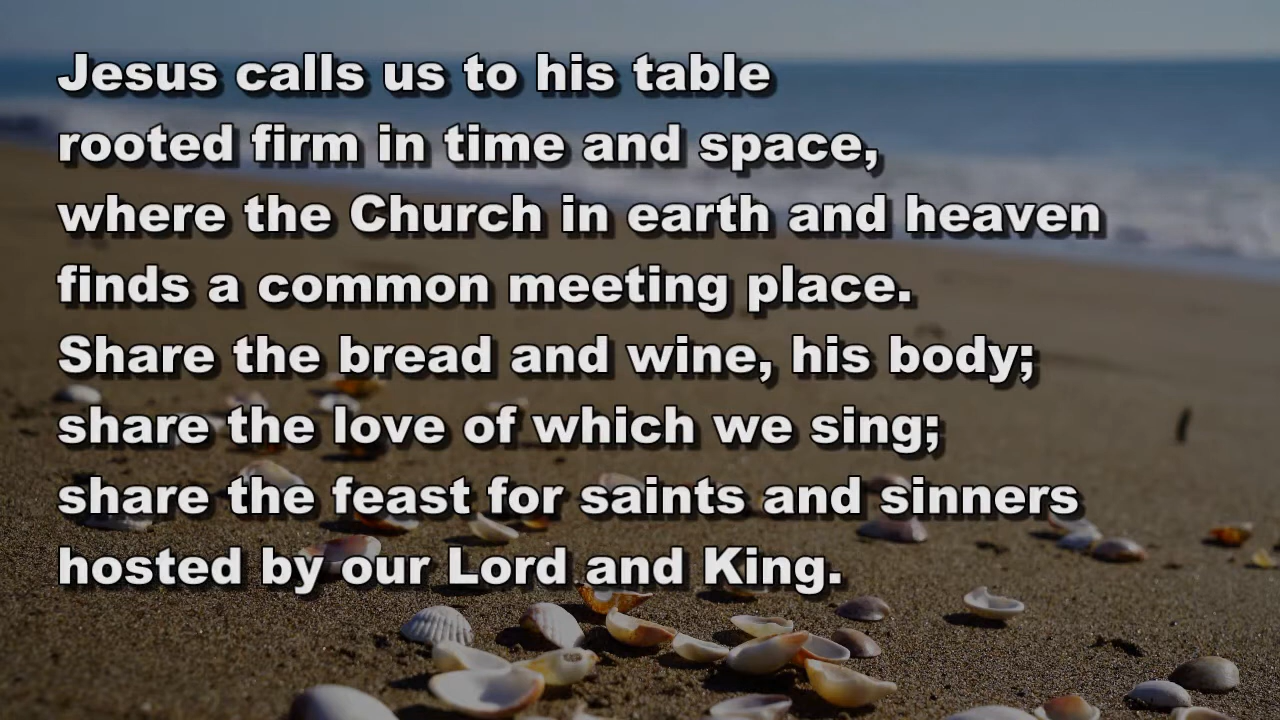 Jesus calls us to his table
rooted firm in time and space,
where the Church in earth and heaven
finds a common meeting place.
Share the bread and wine, his body;
share the love of which we sing;
share the feast for saints and sinners
hosted by our Lord and King.